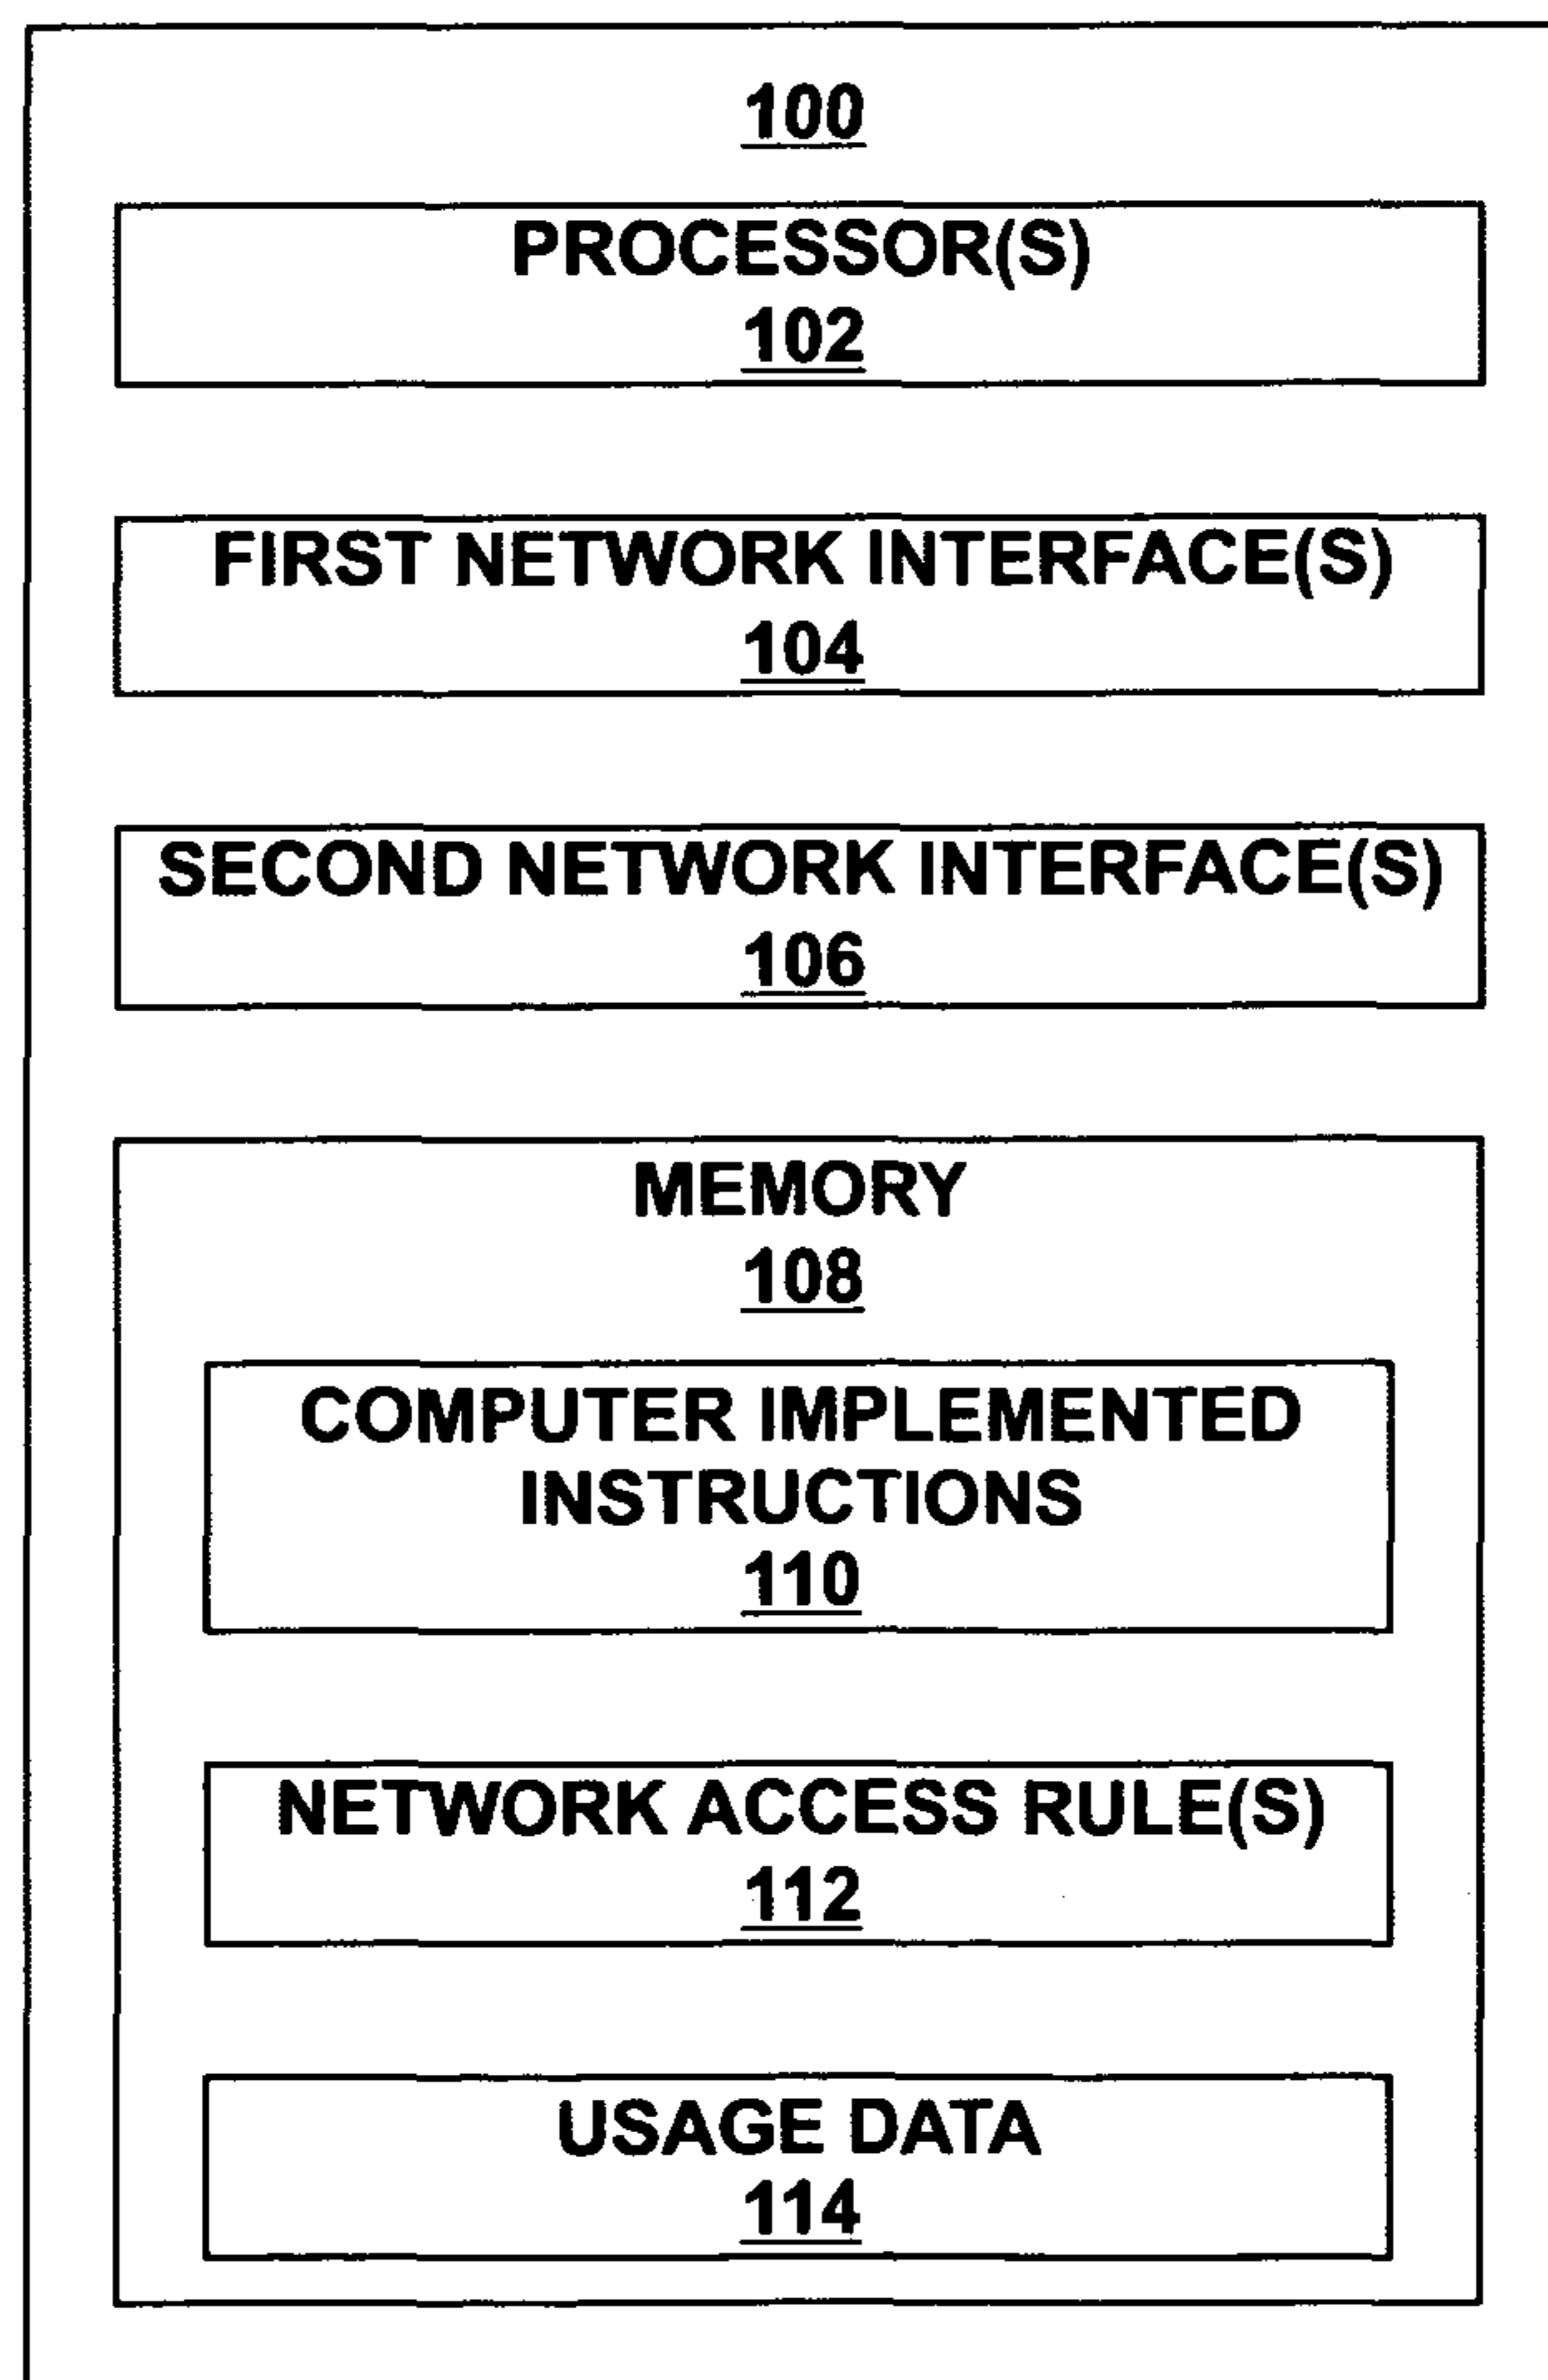 100
PROCESSOR(S)
102
FIRST NETWORK INTERFACE(S)
104
SECOND NETWORK INTERFACE(S)
106
MEMORY
108
COMPUTER IMPLEMENTED
INSTRUCTIONS
110
NETWORK ACCESS RULE(S)
112
USAGE DATA
114